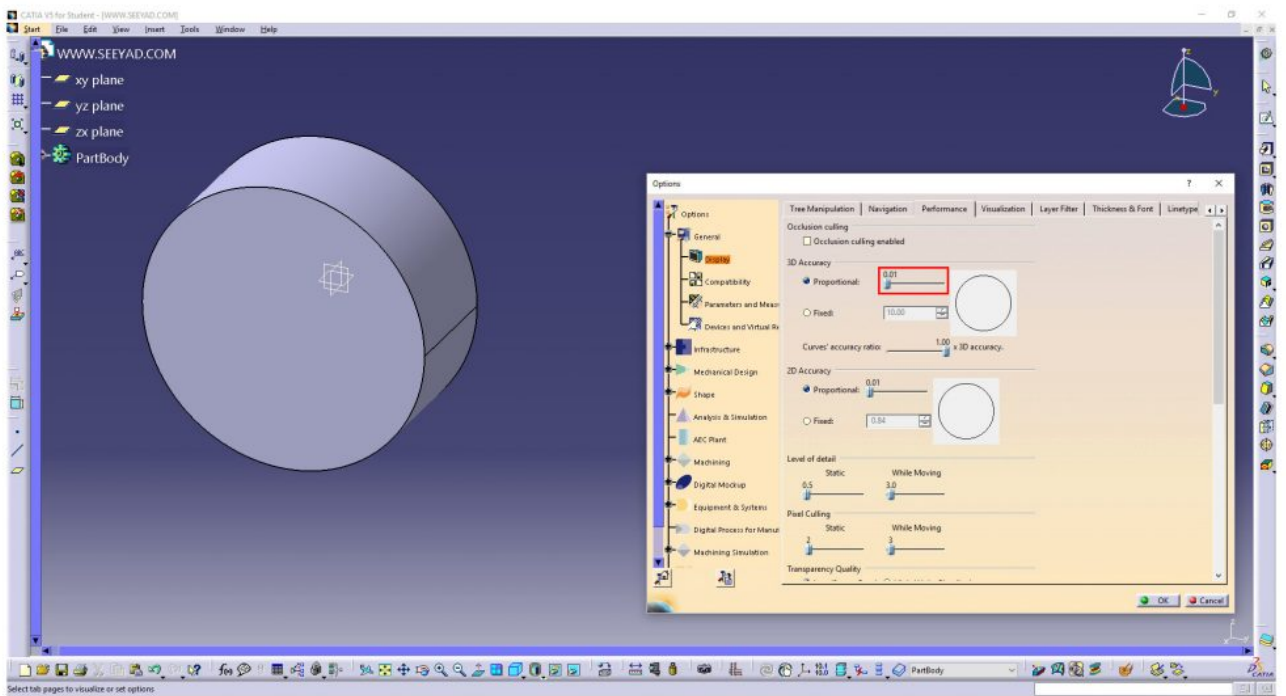 CATIA V5 for Student - [WWW.SEEYAD.COM]
Start File Edit View Insert Tools Window Help
WWW.SEEYAD.COM
xy plane
yz plane
zx plane
PartBody
z
y
Options
? ×
Options
General
Display
Compatibility
Parameters and Measu
Devices and Virtual Re
Infrastructure
Mechanical Design
Shape
Analysis & Simulation
AEC Plant
Machining
Digital Mockup
Equipment & Systems
Digital Process for Manuf
Machining Simulation
Tree Manipulation Navigation Performance Visualization Layer Filter Thickness & Font Linetype
Occlusion culling
Occlusion culling enabled
3D Accuracy
0.01
Proportional:
Fixed: 10.00
1.00
Curves' accuracy ratio: x 3D accuracy.
2D Accuracy
0.01
Proportional:
Fixed: 0.84
Level of detail
Static While Moving
0.5 3.0
Pixel Culling
Static While Moving
2 3
Transparency Quality
OK Cancel
PartBody
CATIA
Select tab pages to visualize or set options